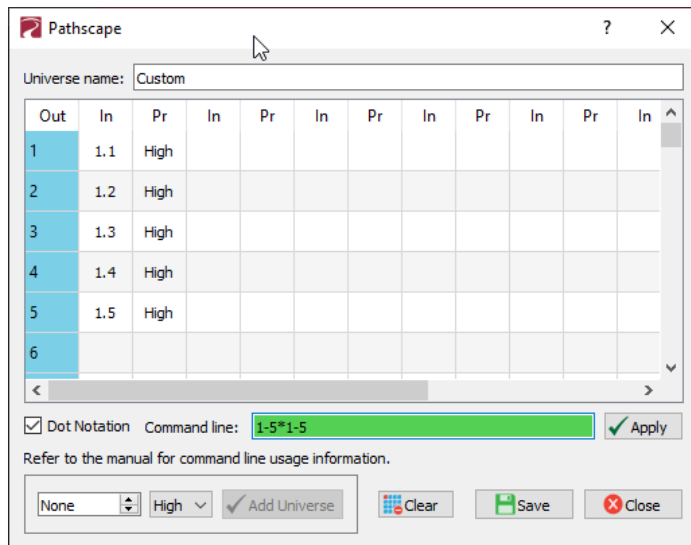 Pathscape ? ×
Universe name: Custom
Out In Pr In Pr In Pr In Pr In Pr In
1 1.1 High
2 1.2 High
3 1.3 High
4 1.4 High
5 1.5 High
6
Dot Notation Command line: 1-5*1-5 Apply
Refer to the manual for command line usage information.
None High Add Universe Clear Save Close